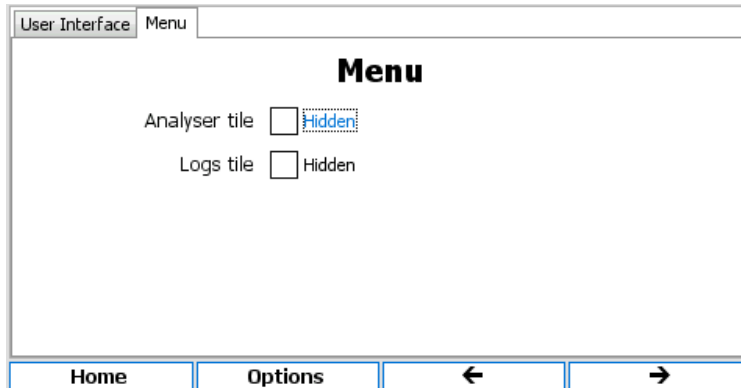 User Interface Menu
Menu
Analyser tile Hidden
Logs tile Hidden
Home Options ← →